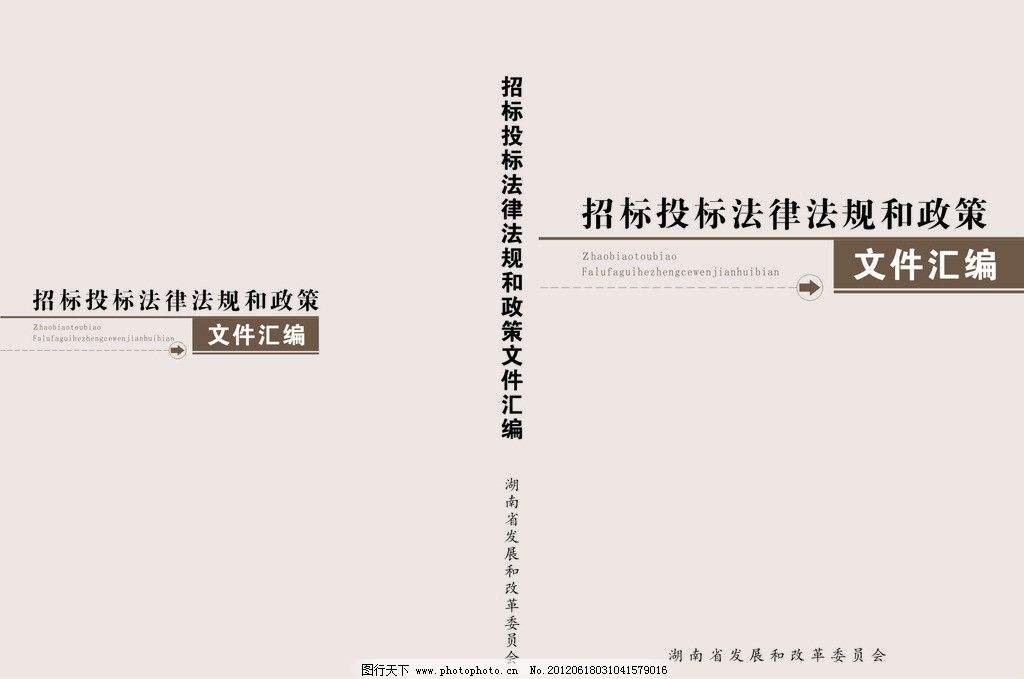 招标投标法律法规和政策
Zhaobiaotoubiao
Falufaguihezhengcewenjianhuibian
文件汇编
招标投标法律法规和政策文件汇编
湖南省发展和改革委员会
招标投标法律法规和政策
Zhaobiaotoubiao
Falufaguihezhengcewenjianhuibian
文件汇编
湖南省发展和改革委员会
图行天下 www.photophoto.cn No.20120618031041579016